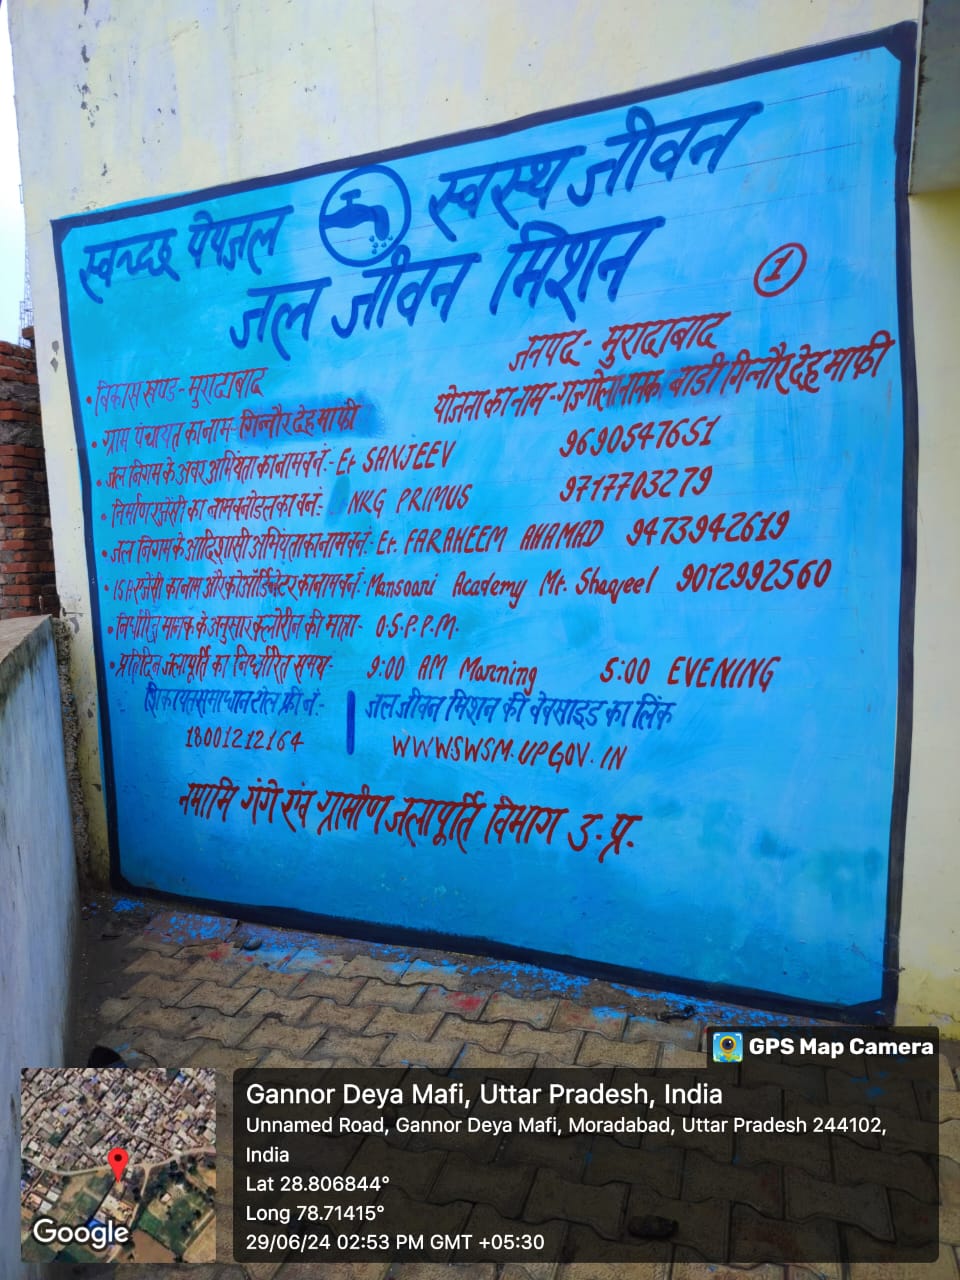 स्वच्छ पेयजल स्वस्थ जीवन
जल जीवन मिशन
1
जनपद - मुरादाबाद
• विकास खण्ड - मुरादाबाद
योजना का नाम - गञ्गोलानामक बाडी गिन्नौर देह माफी
• ग्राम पंचायत का नाम - गिन्नौर देह माफी
• जल निगम के अवर अभियंता का नाम व नं:- Er SANJEEV 9690547651
• निर्माण एजेंसी का नाम व नोडल का व नं: NKG PRIMUS 9717703279
• जल निगम के अभियंता का नाम व नं:- Er. FARAHEEM AHAMAD 9473942619
• ISA एजेंसी का नाम और कोऑर्डिनेटर का नाम व नं: Mansoori Academy Mr. Shaqeel 9012992560
• निर्धारित मानक के अनुसार क्लोरीन की मात्रा - 0.5.P.P.M.
• प्रतिदिन जलापूर्ति का निर्धारित समय- 9:00 AM Morning 5:00 EVENING
शिकायत समाधान टोल फ्री नं:- जल जीवन मिशन की वेबसाइड का लिंक
18001212164 WWW.SWSM.UPGOV.IN
नमामि गंगे एंव ग्रामीण जलापूर्ति विभाग उ.प्र.
GPS Map Camera
Gannor Deya Mafi, Uttar Pradesh, India
Unnamed Road, Gannor Deya Mafi, Moradabad, Uttar Pradesh 244102,
India
Lat 28.806844°
Long 78.71415°
29/06/24 02:53 PM GMT +05:30
Google